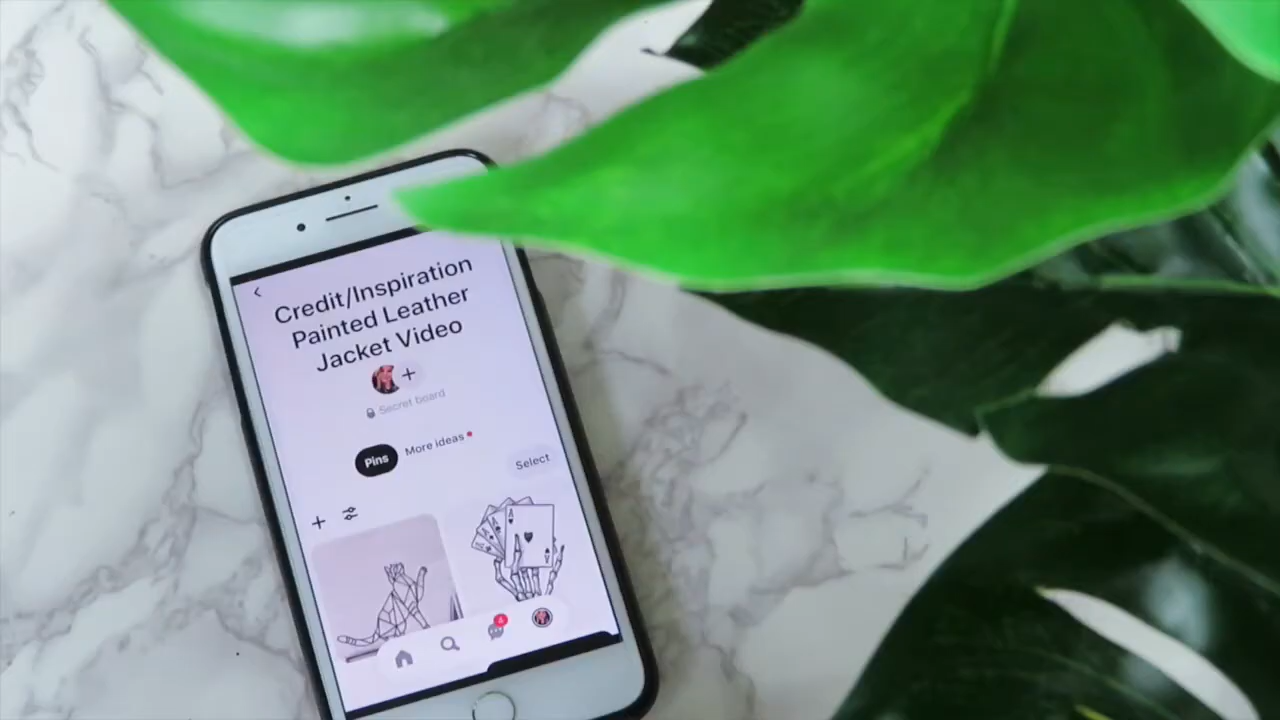 Credit/Inspiration
Painted Leather
Jacket Video
Secret board
Pins
More ideas
Select
A
A